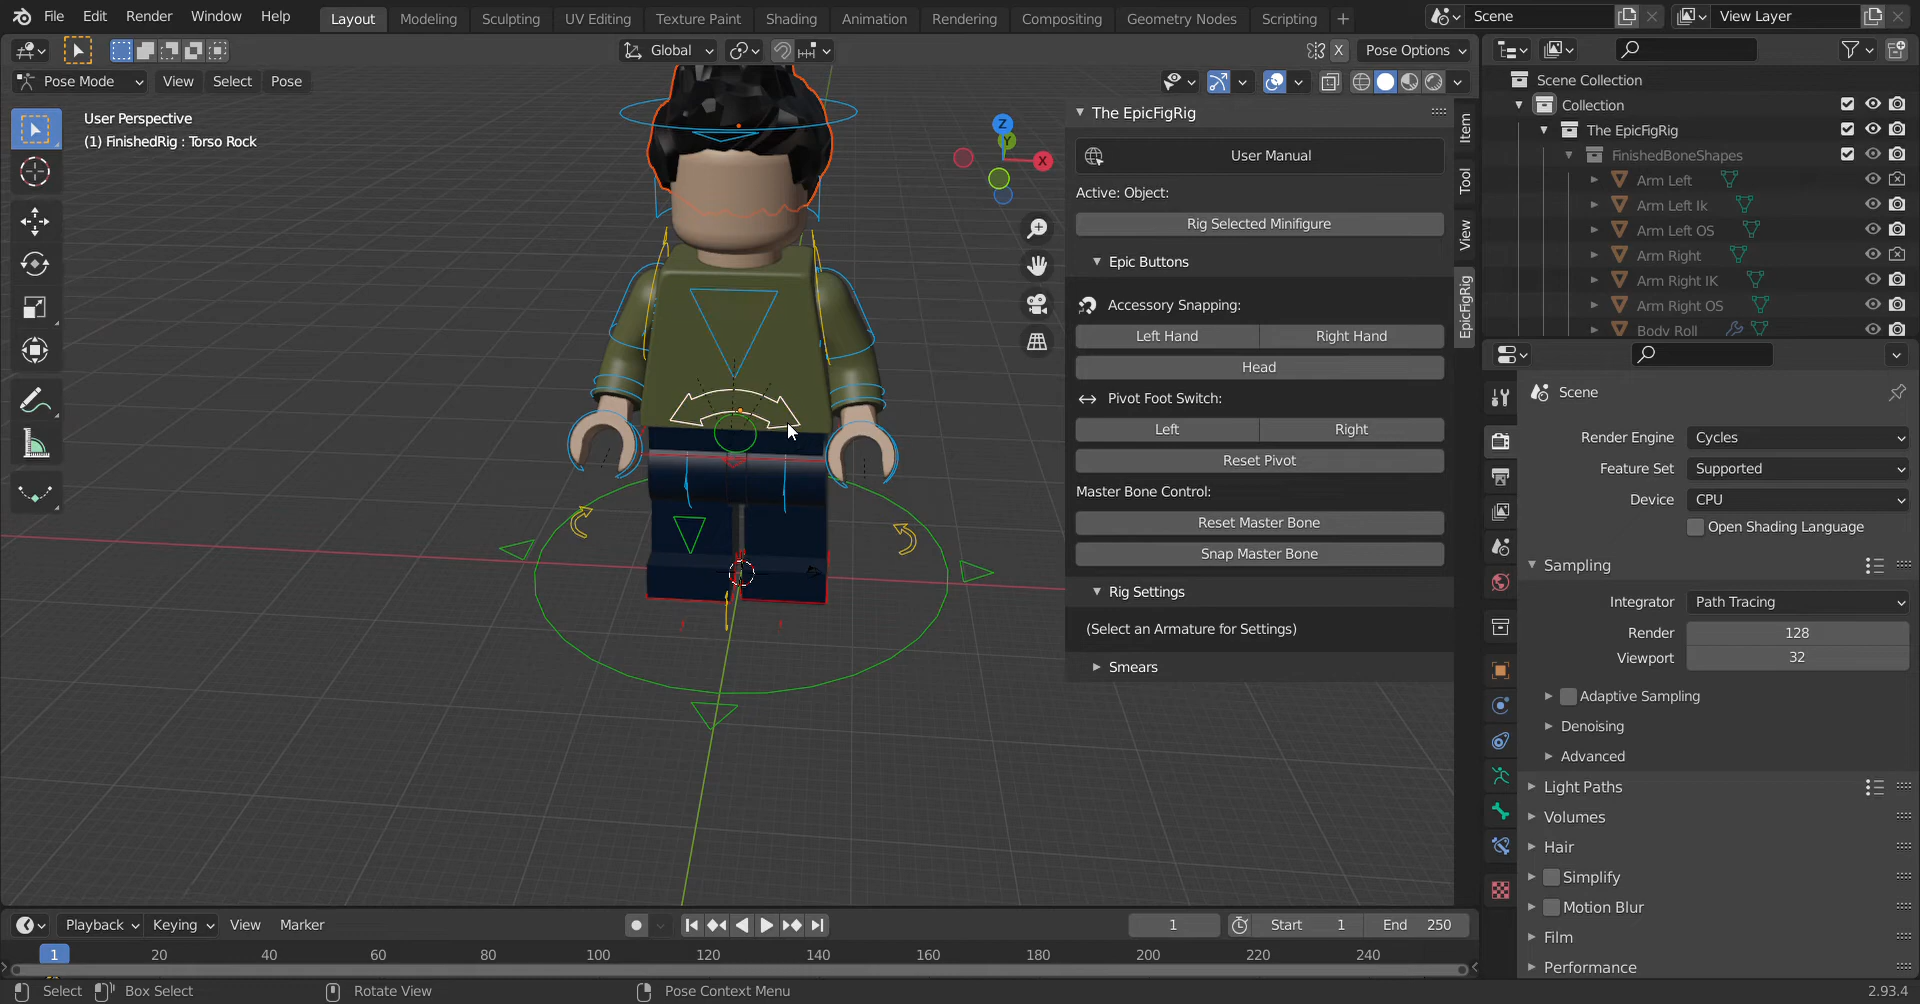 File Edit Render Window Help
Layout Modeling Sculpting UV Editing Texture Paint Shading Animation Rendering Compositing Geometry Nodes Scripting +
Scene
View Layer
Global
X
Pose Options
Pose Mode View Select Pose
User Perspective
(1) FinishedRig : Torso Rock
Z
Y
X
The EpicFigRig
User Manual
Active: Object:
Rig Selected Minifigure
Epic Buttons
Accessory Snapping:
Left Hand Right Hand
Head
Pivot Foot Switch:
Left Right
Reset Pivot
Master Bone Control:
Reset Master Bone
Snap Master Bone
Rig Settings
(Select an Armature for Settings)
Smears
Item
Tool
View
EpicFigRig
Scene Collection
Collection
The EpicFigRig
FinishedBoneShapes
Arm Left
Arm Left Ik
Arm Left OS
Arm Right
Arm Right IK
Arm Right OS
Body Roll
Scene
Render Engine Cycles
Feature Set Supported
Device CPU
Open Shading Language
Sampling
Integrator Path Tracing
Render 128
Viewport 32
Adaptive Sampling
Denoising
Advanced
Light Paths
Volumes
Hair
Simplify
Motion Blur
Film
Performance
Playback Keying View Marker
1
Start 1
End 250
1 20 40 60 80 100 120 140 160 180 200 220 240
Select Box Select Rotate View Pose Context Menu
2.93.4